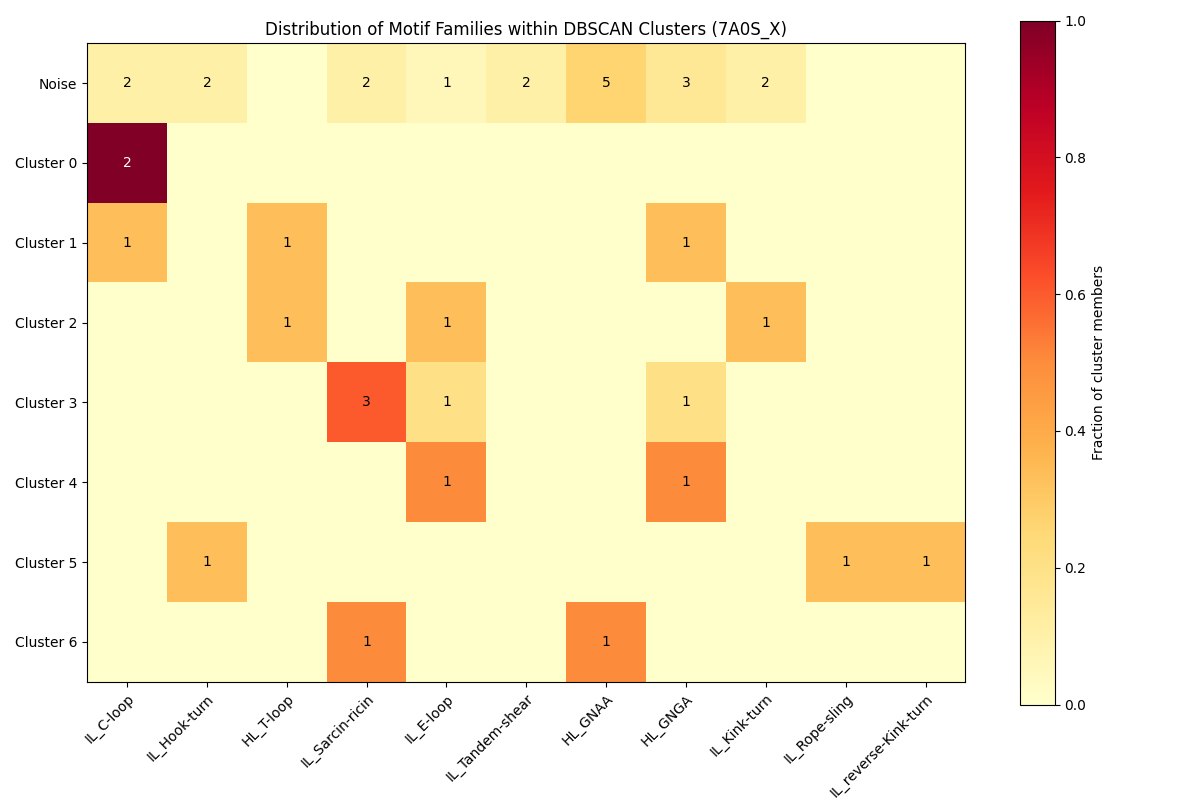 Distribution of Motif Families within DBSCAN Clusters (7A0S_X)
Noise 2 2 2 1 2 5 3 2
Cluster 0 2
Cluster 1 1 1 1
Cluster 2 1 1 1
Cluster 3 3 1 1
Cluster 4 1 1
Cluster 5 1 1 1
Cluster 6 1 1
IL_C-loop
IL_Hook-turn
HL_T-loop
IL_Sarcin-ricin
IL_E-loop
IL_Tandem-shear
HL_GNAA
HL_GNGA
IL_Kink-turn
IL_Rope-sling
IL_reverse-Kink-turn
1.0
0.8
0.6
0.4
0.2
0.0
Fraction of cluster members